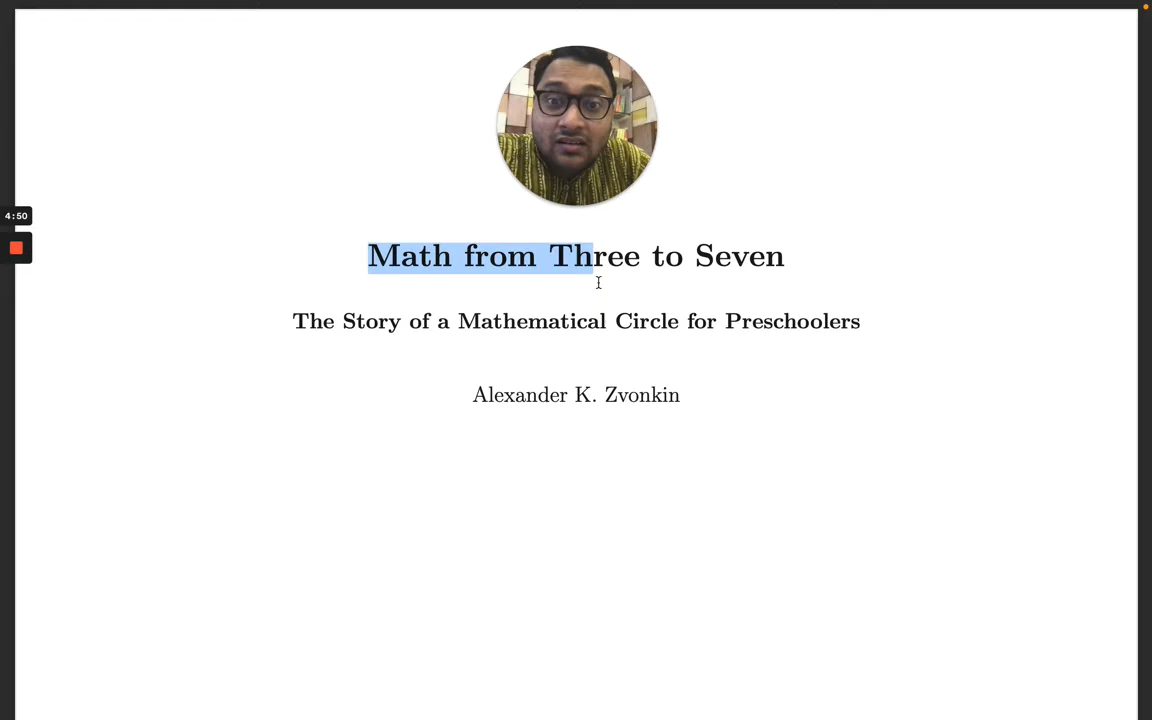 4:50
Math from Three to Seven
The Story of a Mathematical Circle for Preschoolers
Alexander K. Zvonkin